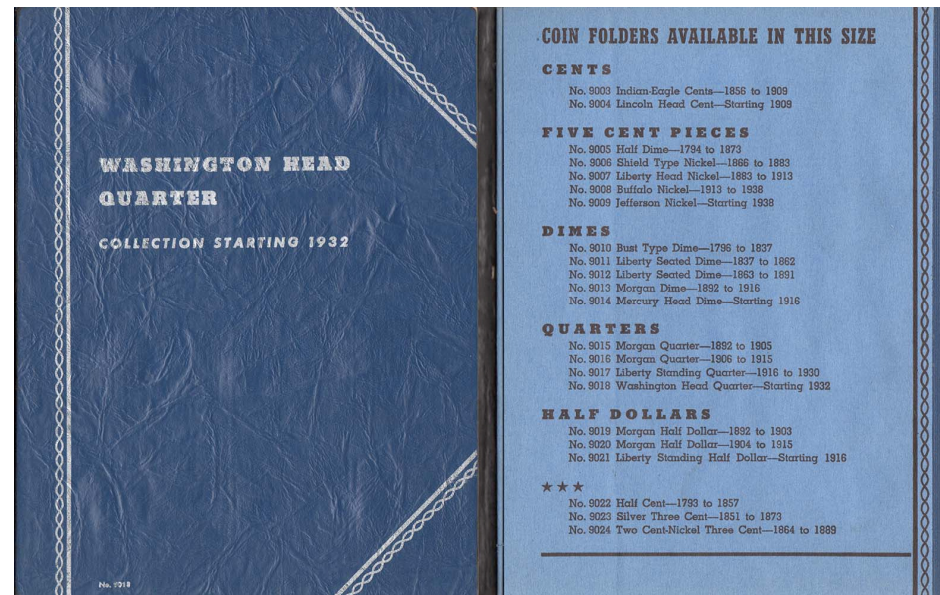 WASHINGTON HEAD
QUARTER
COLLECTION STARTING 1932
No. 9018
COIN FOLDERS AVAILABLE IN THIS SIZE
CENTS
No. 9003 Indian-Eagle Cents—1856 to 1909
No. 9004 Lincoln Head Cent—Starting 1909
FIVE CENT PIECES
No. 9005 Half Dime—1794 to 1873
No. 9006 Shield Type Nickel—1866 to 1883
No. 9007 Liberty Head Nickel—1883 to 1913
No. 9008 Buffalo Nickel—1913 to 1938
No. 9009 Jefferson Nickel—Starting 1938
DIMES
No. 9010 Bust Type Dime—1796 to 1837
No. 9011 Liberty Seated Dime—1837 to 1862
No. 9012 Liberty Seated Dime—1863 to 1891
No. 9013 Morgan Dime—1892 to 1916
No. 9014 Mercury Head Dime—Starting 1916
QUARTERS
No. 9015 Morgan Quarter—1892 to 1905
No. 9016 Morgan Quarter—1906 to 1915
No. 9017 Liberty Standing Quarter—1916 to 1930
No. 9018 Washington Head Quarter—Starting 1932
HALF DOLLARS
No. 9019 Morgan Half Dollar—1892 to 1903
No. 9020 Morgan Half Dollar—1904 to 1915
No. 9021 Liberty Standing Half Dollar—Starting 1916
★★★
No. 9022 Half Cent—1793 to 1857
No. 9023 Silver Three Cent—1851 to 1873
No. 9024 Two Cent-Nickel Three Cent—1864 to 1889